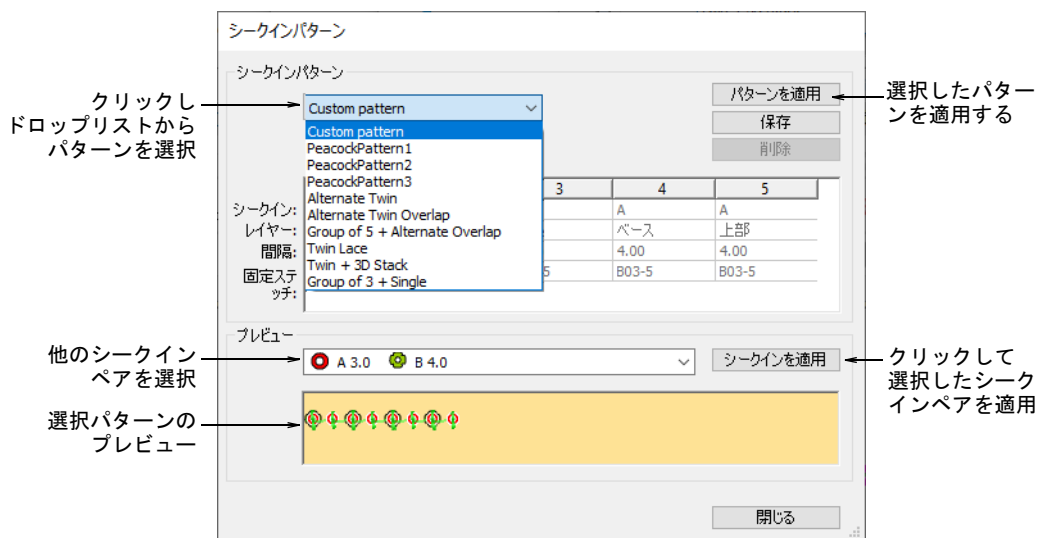 シークインパターン
シークインパターン
クリックし
ドロップリストから
パターンを選択
Custom pattern
パターンを適用
選択したパター
ンを適用する
保存
削除
Custom pattern
PeacockPattern1
PeacockPattern2
PeacockPattern3
Alternate Twin
Alternate Twin Overlap
Group of 5 + Alternate Overlap
Twin Lace
Twin + 3D Stack
Group of 3 + Single
3 4 5
シークイン: A A
レイヤー: ベース 上部
間隔: 4.00 4.00
固定ステ
ッチ:
5 B03-5 B03-5
プレビュー
他のシークイン
ペアを選択
A 3.0 B 4.0
シークインを適用
クリックして
選択したシーク
インペアを適用
選択パターンの
プレビュー
閉じる